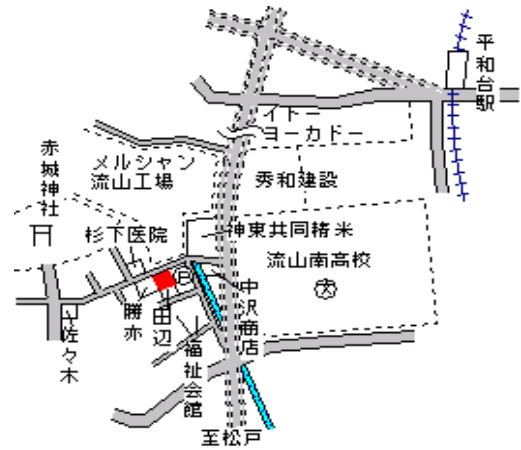 平和台駅
イトー
ヨーカドー
赤城神社
メルシャン
流山工場
秀和建設
杉下医院
神東共同精米
流山南高校
中沢商店
勝亦
田辺
佐々木
福祉会館
至松戸